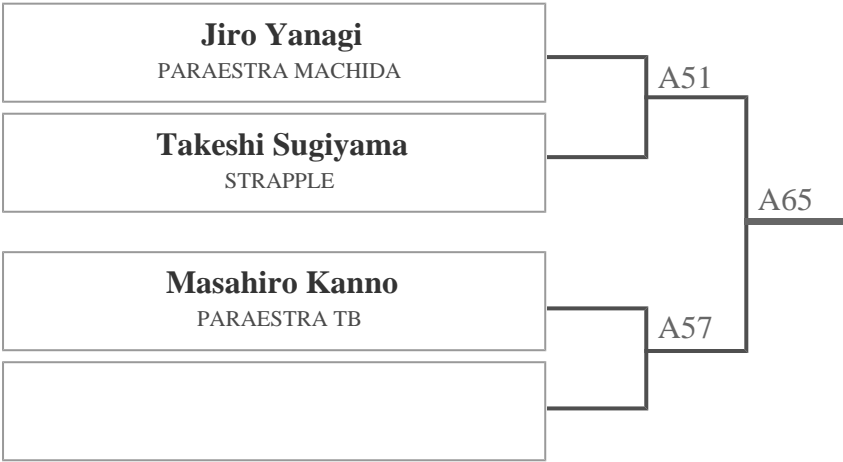 Jiro Yanagi
PARAESTRA MACHIDA
A51
Takeshi Sugiyama
STRAPPLE
A65
Masahiro Kanno
PARAESTRA TB
A57